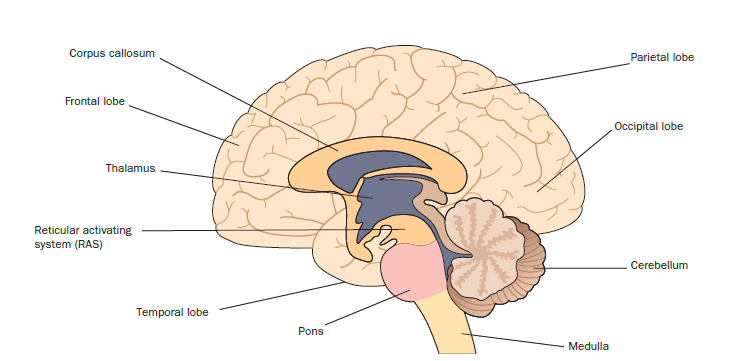 Corpus callosum
Parietal lobe
Frontal lobe
Occipital lobe
Thalamus
Reticular activating
system (RAS)
Cerebellum
Temporal lobe
Pons
Medulla